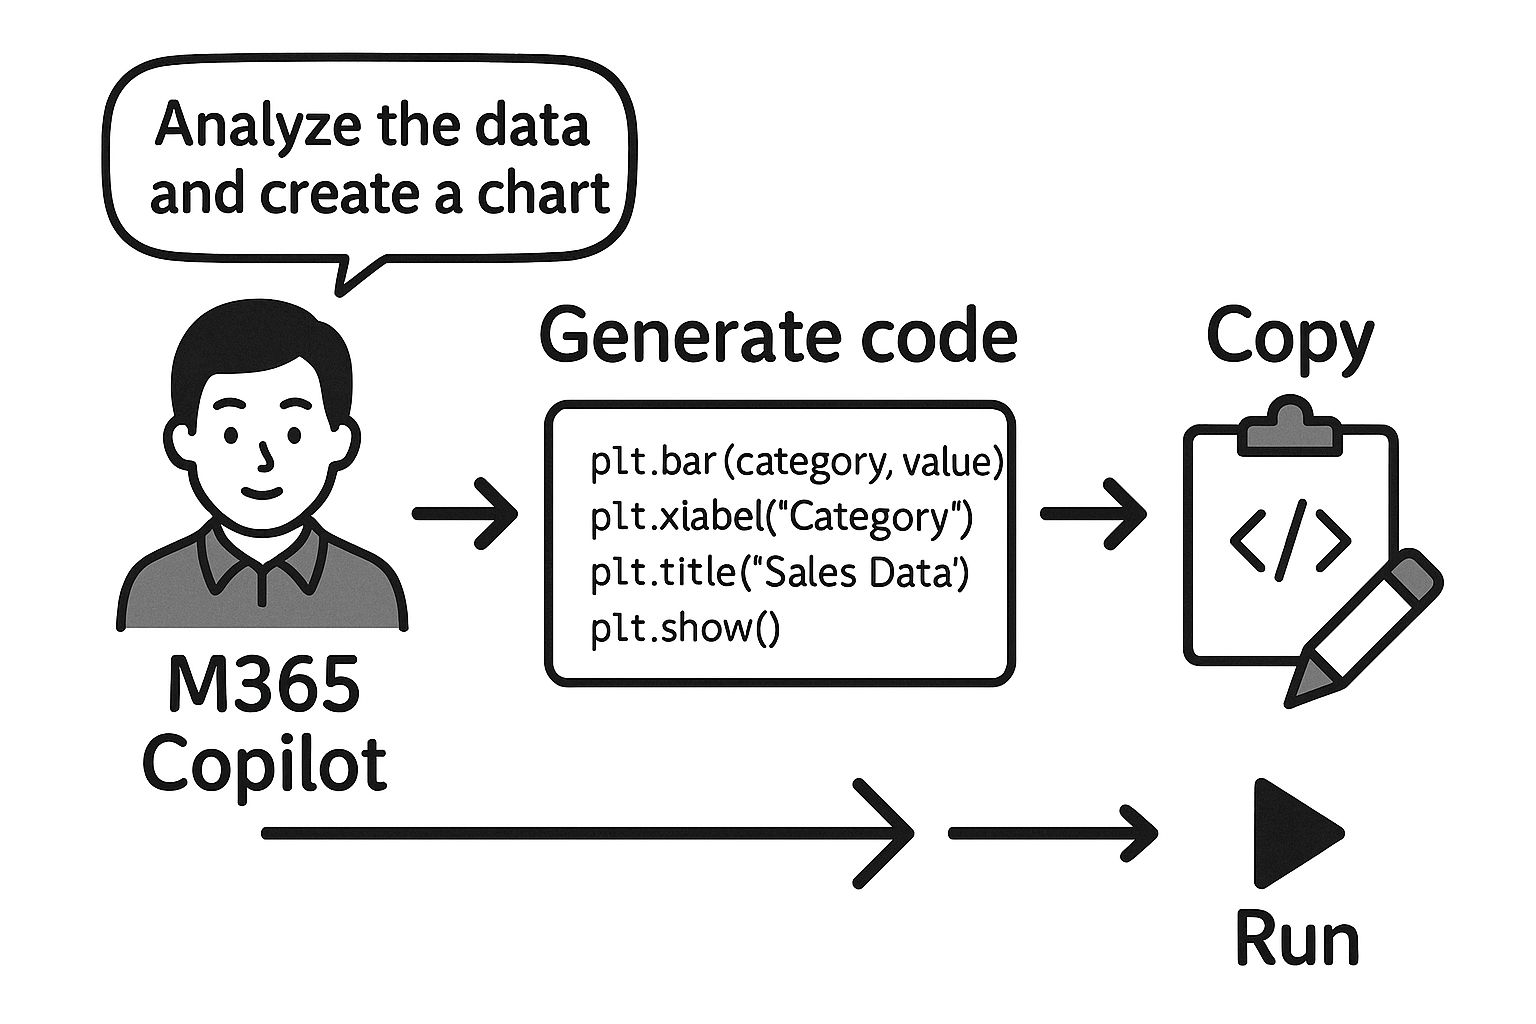 Analyze the data
and create a chart
Generate code
Copy
plt.bar(category, value)
plt.xiabel("Category")
plt.title("Sales Data')
plt.show()
</>
M365
Copilot
Run